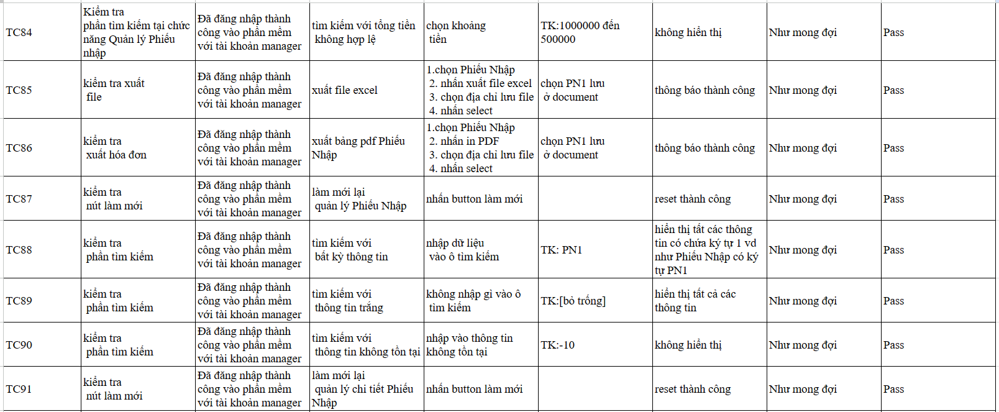 TC84
Kiểm tra
phần tìm kiếm tại chức
năng Quản lý Phiếu
nhập
Đã đăng nhập thành
công vào phần mềm
với tài khoản manager
tìm kiếm với tổng tiền
không hợp lệ
chọn khoảng
tiền
TK:1000000 đến
500000
không hiển thị
Như mong đợi
Pass
TC85
kiểm tra xuất
file
Đã đăng nhập thành
công vào phần mềm
với tài khoản manager
xuất file excel
1.chọn Phiếu Nhập
2. nhấn xuất file excel
3. chọn địa chỉ lưu file
4. nhấn select
chọn PN1 lưu
ở document
thông báo thành công
Như mong đợi
Pass
TC86
kiểm tra
xuất hóa đơn
Đã đăng nhập thành
công vào phần mềm
với tài khoản manager
xuất bảng pdf Phiếu
Nhập
1.chọn Phiếu Nhập
2. nhấn in PDF
3. chọn địa chỉ lưu file
4. nhấn select
chọn PN1 lưu
ở document
thông báo thành công
Như mong đợi
Pass
TC87
kiểm tra
nút làm mới
Đã đăng nhập thành
công vào phần mềm
với tài khoản manager
làm mới lại
quản lý Phiếu Nhập
nhấn button làm mới
reset thành công
Như mong đợi
Pass
TC88
kiểm tra
phần tìm kiếm
Đã đăng nhập thành
công vào phần mềm
với tài khoản manager
tìm kiếm với
bất kỳ thông tin
nhập dữ liệu
vào ô tìm kiếm
TK: PN1
hiển thị tất các thông
tin có chứa ký tự 1 vd
như Phiếu Nhập có ký
tự PN1
Như mong đợi
Pass
TC89
kiểm tra
phần tìm kiếm
Đã đăng nhập thành
công vào phần mềm
với tài khoản manager
tìm kiếm với
thông tin trắng
không nhập gì vào ô
tìm kiếm
TK:[bỏ trống]
hiển thị tất cả các
thông tin
Như mong đợi
Pass
TC90
kiểm tra
phần tìm kiếm
Đã đăng nhập thành
công vào phần mềm
với tài khoản manager
tìm kiếm với
thông tin không tồn tại
nhập vào thông tin
không tồn tại
TK:-10
không hiển thị
Như mong đợi
Pass
TC91
kiểm tra
nút làm mới
Đã đăng nhập thành
công vào phần mềm
với tài khoản manager
làm mới lại
quản lý chi tiết Phiếu
Nhập
nhấn button làm mới
reset thành công
Như mong đợi
Pass